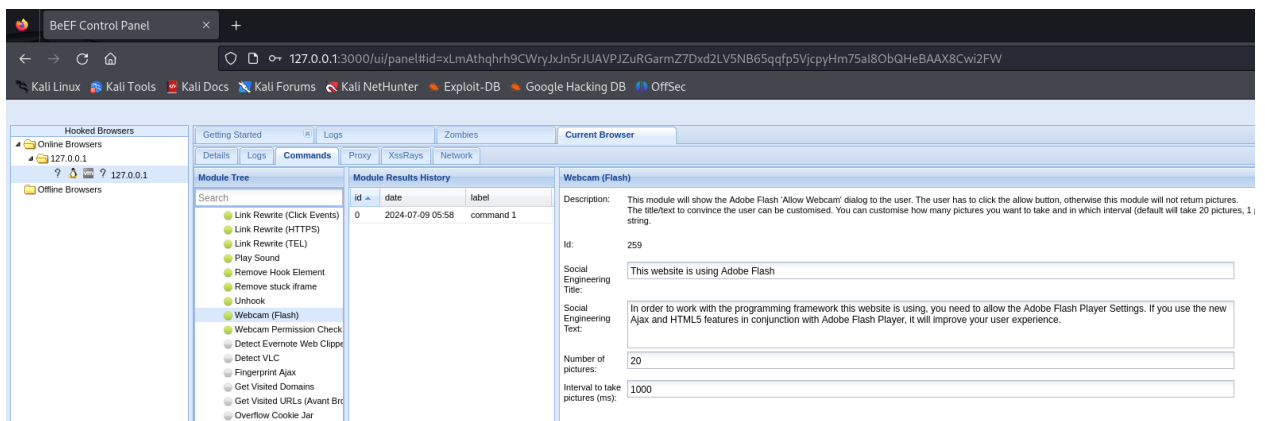 BeEF Control Panel
127.0.0.1:3000/ui/panel#id=xLmAthqhrh9CWryJxJn5rJUAVPJZuRGarmZ7Dxd2LV5NB65qqfp5VjcpyHm75aI8ObQHeBAAX8Cwi2FW
Kali Linux Kali Tools Kali Docs Kali Forums Kali NetHunter Exploit-DB Google Hacking DB OffSec
Hooked Browsers
Online Browsers
127.0.0.1
? ? 127.0.0.1
Offline Browsers
Getting Started Logs Zombies Current Browser
Details Logs Commands Proxy XssRays Network
Module Tree
Search
Link Rewrite (Click Events)
Link Rewrite (HTTPS)
Link Rewrite (TEL)
Play Sound
Remove Hook Element
Remove stuck iframe
Unhook
Webcam (Flash)
Webcam Permission Check
Detect Evernote Web Clippe
Detect VLC
Fingerprint Ajax
Get Visited Domains
Get Visited URLs (Avant Bro
Overflow Cookie Jar
Module Results History
id date label
0 2024-07-09 05:58 command 1
Webcam (Flash)
Description: This module will show the Adobe Flash 'Allow Webcam' dialog to the user. The user has to click the allow button, otherwise this module will not return pictures.
The title/text to convince the user can be customised. You can customise how many pictures you want to take and in which interval (default will take 20 pictures, 1
string.
Id: 259
Social Engineering Title: This website is using Adobe Flash
Social Engineering Text: In order to work with the programming framework this website is using, you need to allow the Adobe Flash Player Settings. If you use the new
Ajax and HTML5 features in conjunction with Adobe Flash Player, it will improve your user experience.
Number of pictures: 20
Interval to take pictures (ms): 1000